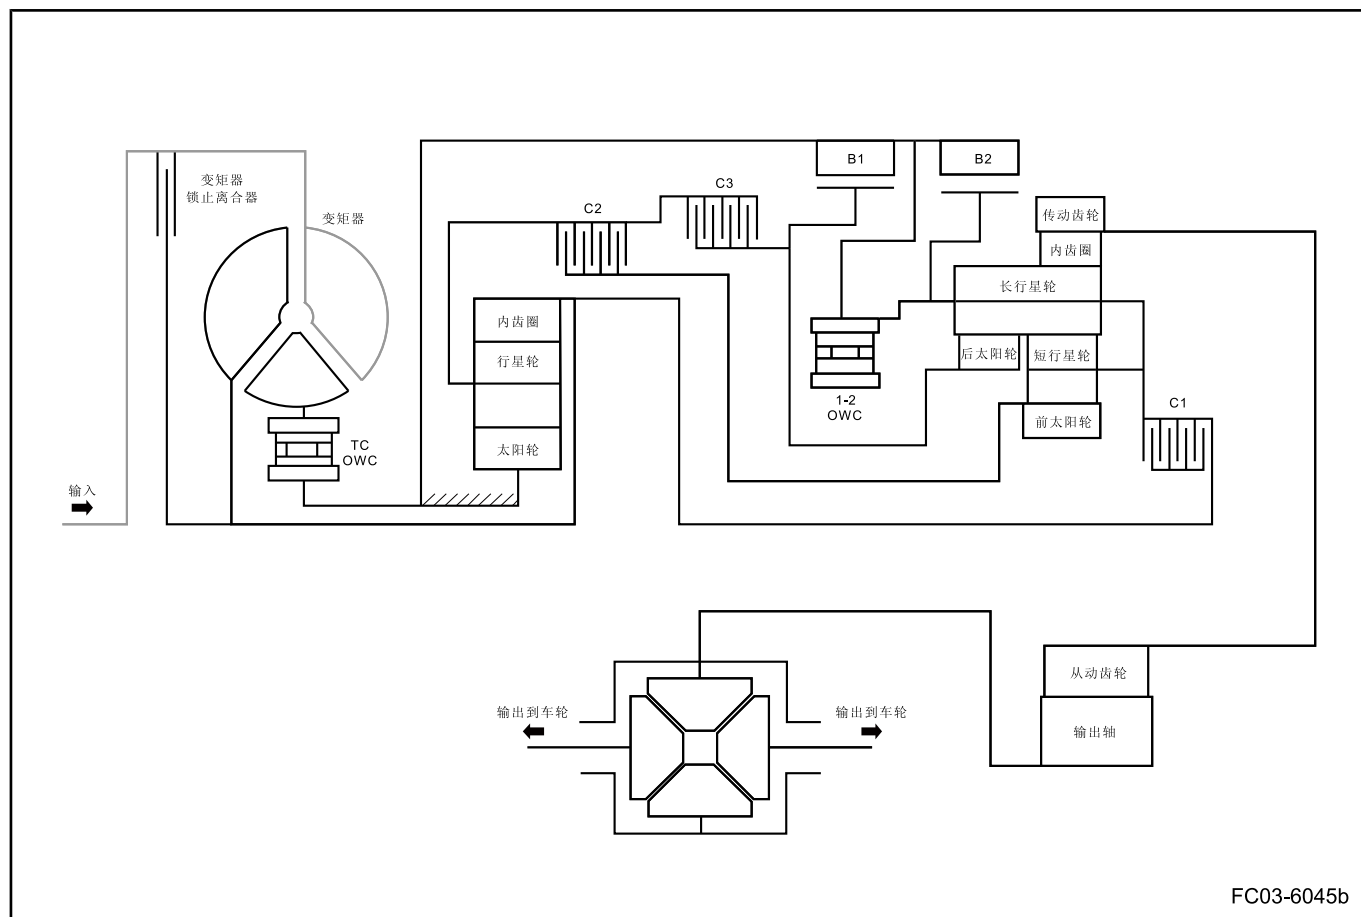 变矩器
锁止离合器
变矩器
C2
C3
B1
B2
传动齿轮
内齿圈
长行星轮
后太阳轮
短行星轮
前太阳轮
C1
内齿圈
行星轮
太阳轮
1-2
OWC
TC
OWC
输入
输出到车轮
输出到车轮
从动齿轮
输出轴
FC03-6045b